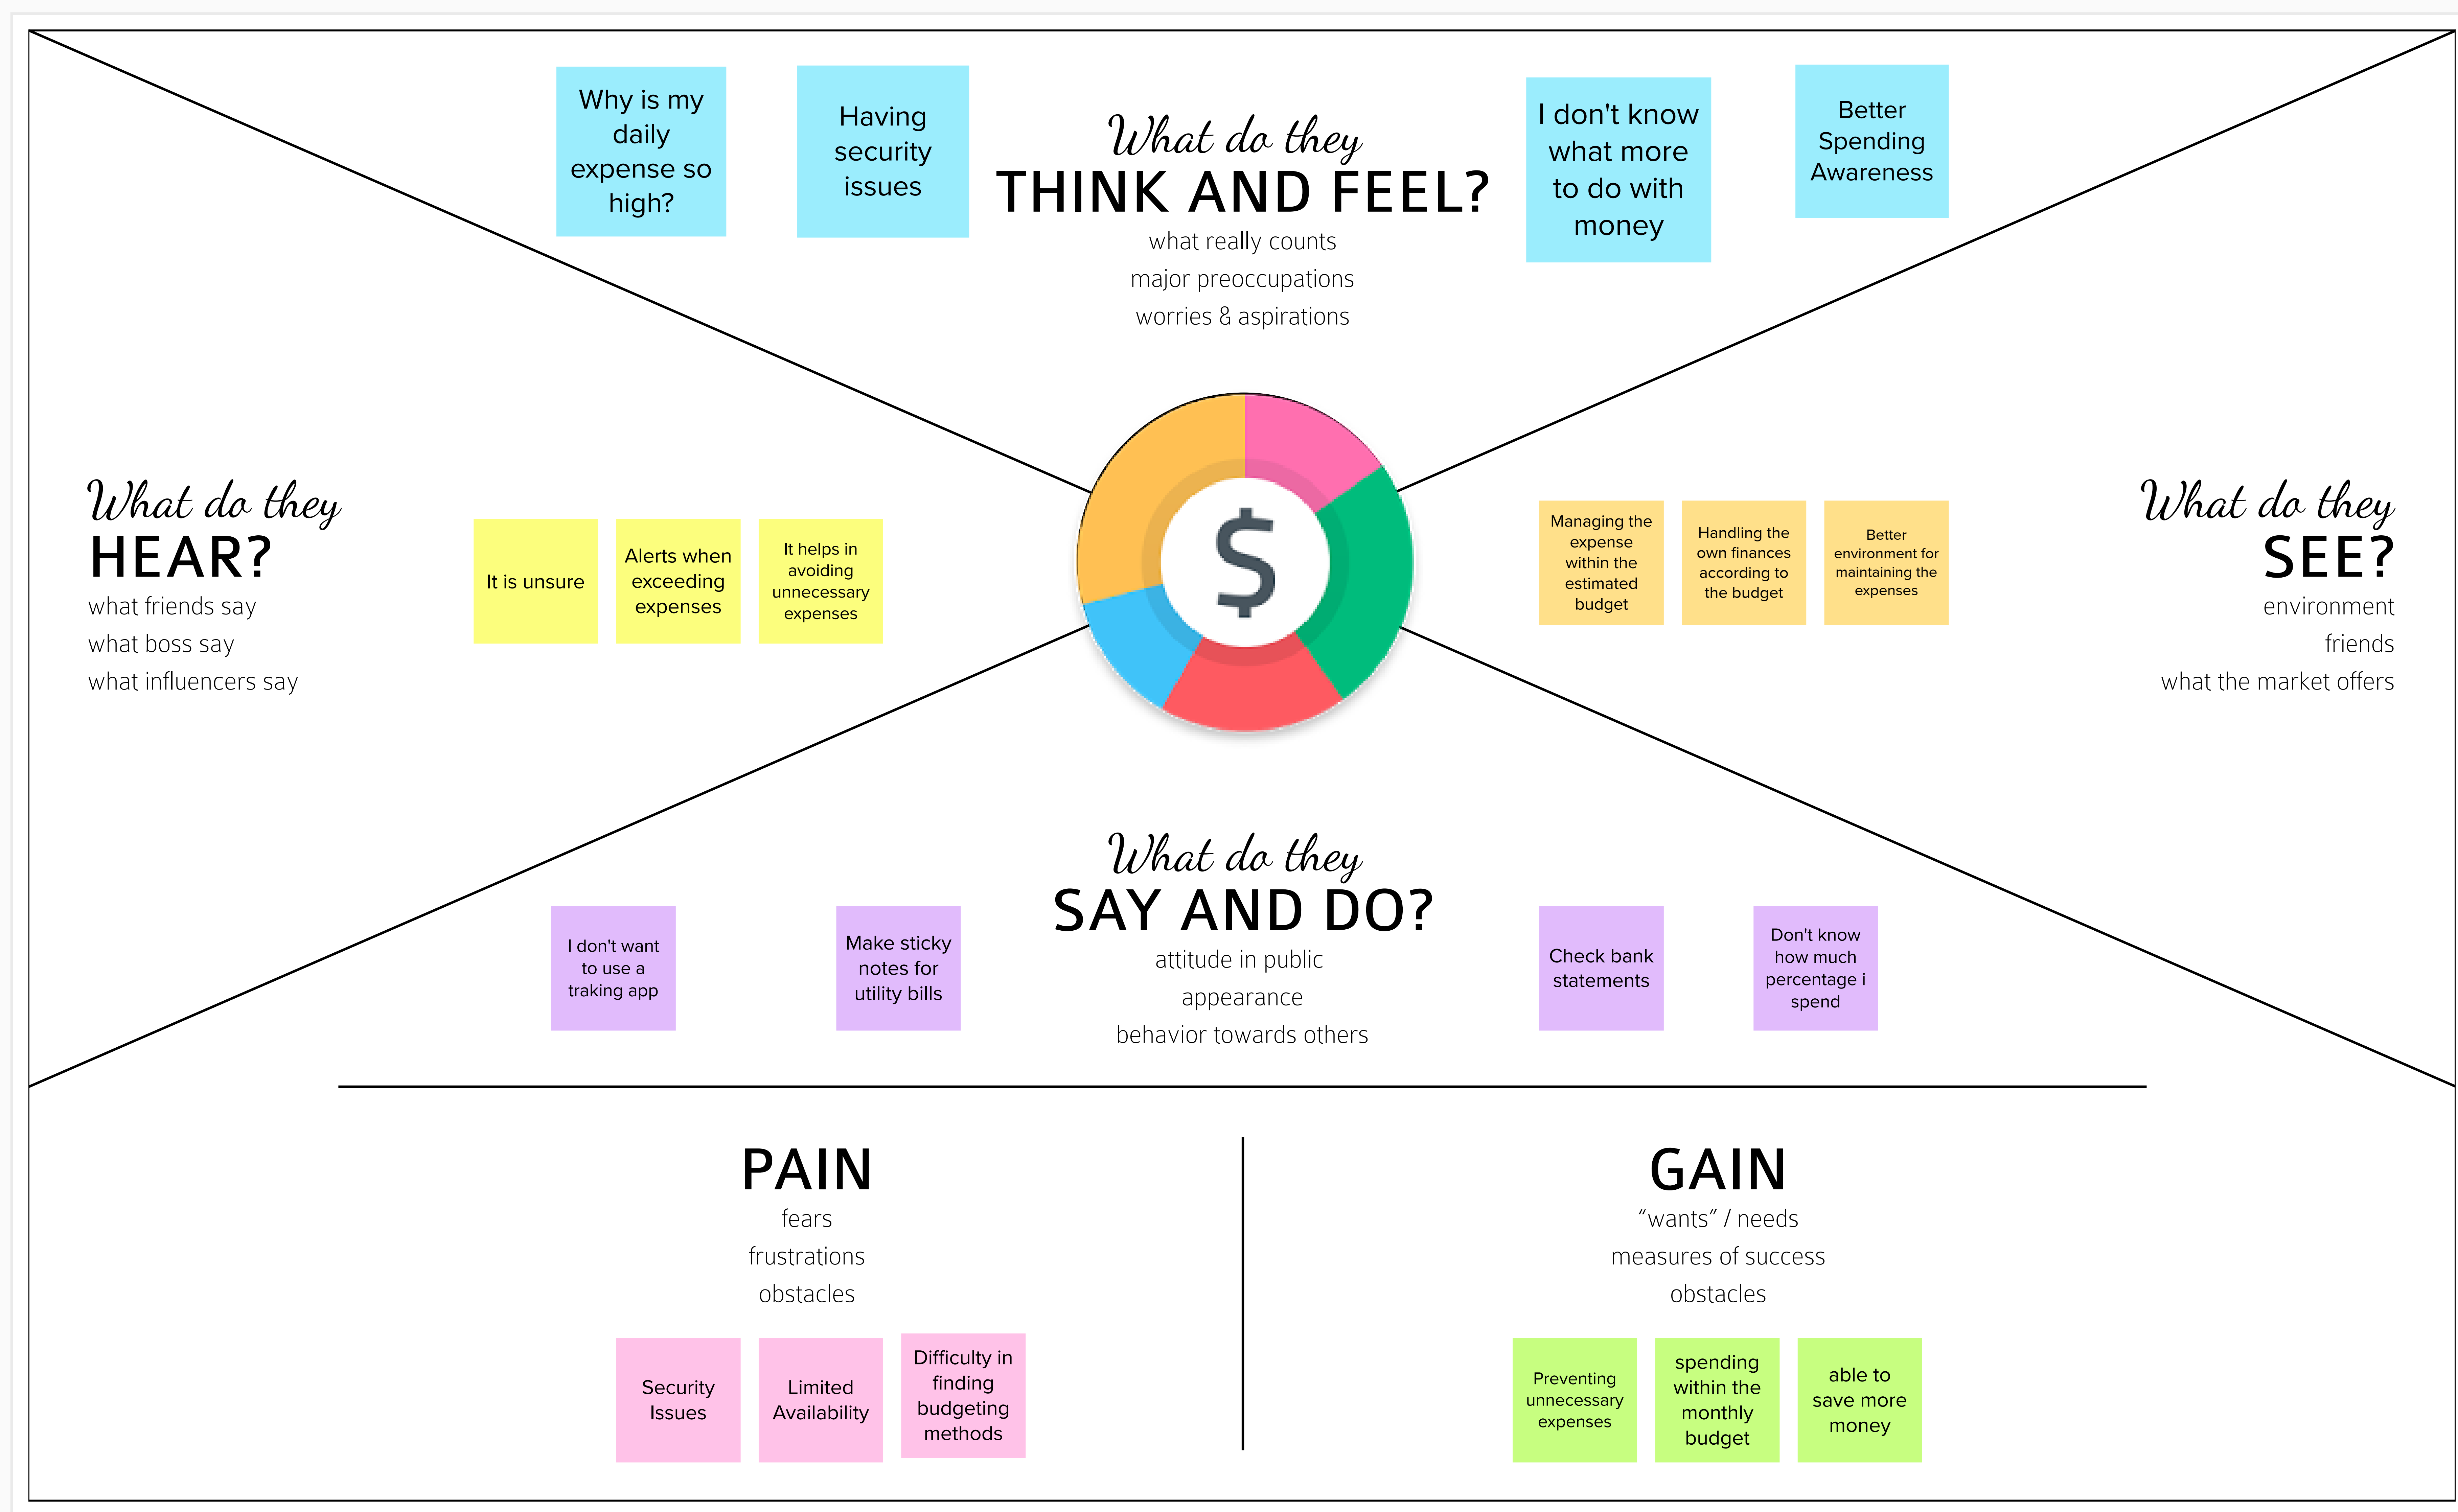 Why is my
daily
expense so
high?
Having
security
issues
What do they
THINK AND FEEL?
what really counts
major preoccupations
worries & aspirations
I don't know
what more
to do with
money
Better
Spending
Awareness
What do they
HEAR?
what friends say
what boss say
what influencers say
It is unsure
Alerts when
exceeding
expenses
It helps in
avoiding
unnecessary
expenses
$
Managing the
expense
within the
estimated
budget
Handling the
own finances
according to
the budget
Better
environment for
maintaining the
expenses
What do they
SEE?
environment
friends
what the market offers
What do they
SAY AND DO?
attitude in public
appearance
behavior towards others
I don't want
to use a
traking app
Make sticky
notes for
utility bills
Check bank
statements
Don't know
how much
percentage i
spend
PAIN
fears
frustrations
obstacles
Security
Issues
Limited
Availability
Difficulty in
finding
budgeting
methods
GAIN
“wants” / needs
measures of success
obstacles
Preventing
unnecessary
expenses
spending
within the
monthly
budget
able to
save more
money